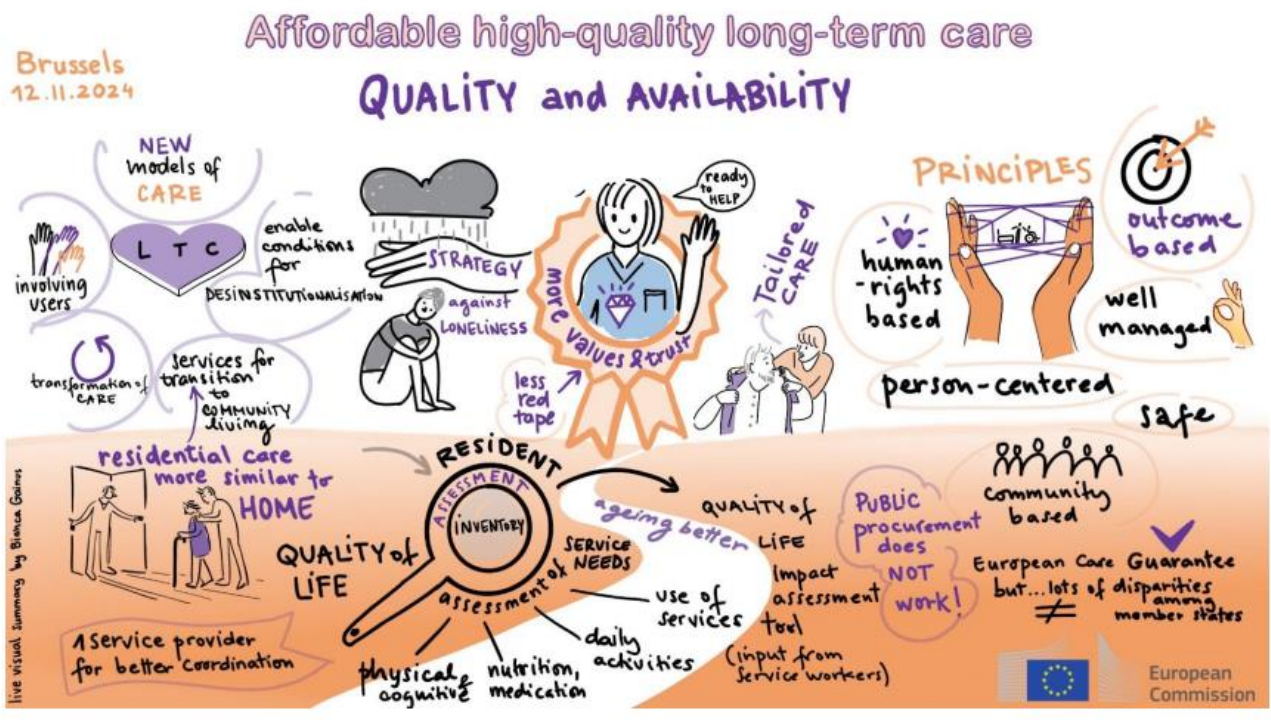 Affordable high-quality long-term care
Brussels
12.11.2024
QUALITY and AVAILABILITY
NEW
models of
CARE
L T C
involving
users
enable
conditions
for
DESINSTITUTIONALISATION
transformation of
CARE
services for
transition
to
COMMUNITY
living
residential care
more similar to
HOME
STRATEGY
against
LONELINESS
ready
to
HELP
more values & trust
less
red
tape
Tailored
CARE
PRINCIPLES
human
-rights
based
outcome
based
well
managed
person-centered
safe
community
based
European Care Guarantee
but...lots of disparities
≠
among
member states
PUBLIC
procurement
does
NOT
work!
RESIDENT
ASSESSMENT
INVENTORY
QUALITY of
LIFE
assessment of
SERVICE
NEEDS
physical &
cognitive
nutrition,
medication
daily
activities
use of
services
ageing better
QUALITY of
LIFE
Impact
assessment
tool
(input from
service workers)
1 Service provider
for better coordination
live visual summary by Bianca Gainus
European
Commission